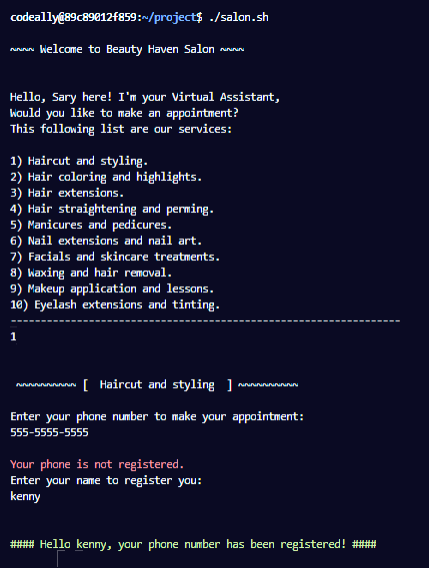 codeally@89c89012f859:~/project$ ./salon.sh
~~~~ Welcome to Beauty Haven Salon ~~~~
Hello, Sary here! I'm your Virtual Assistant,
Would you like to make an appointment?
This following list are our services:
1) Haircut and styling.
2) Hair coloring and highlights.
3) Hair extensions.
4) Hair straightening and perming.
5) Manicures and pedicures.
6) Nail extensions and nail art.
7) Facials and skincare treatments.
8) Waxing and hair removal.
9) Makeup application and lessons.
10) Eyelash extensions and tinting.
-----------------------------------------------------------------
1
~~~~~~~~~~ [  Haircut and styling  ] ~~~~~~~~~~
Enter your phone number to make your appointment:
555-5555-5555
Your phone is not registered.
Enter your name to register you:
kenny
#### Hello kenny, your phone number has been registered! ####